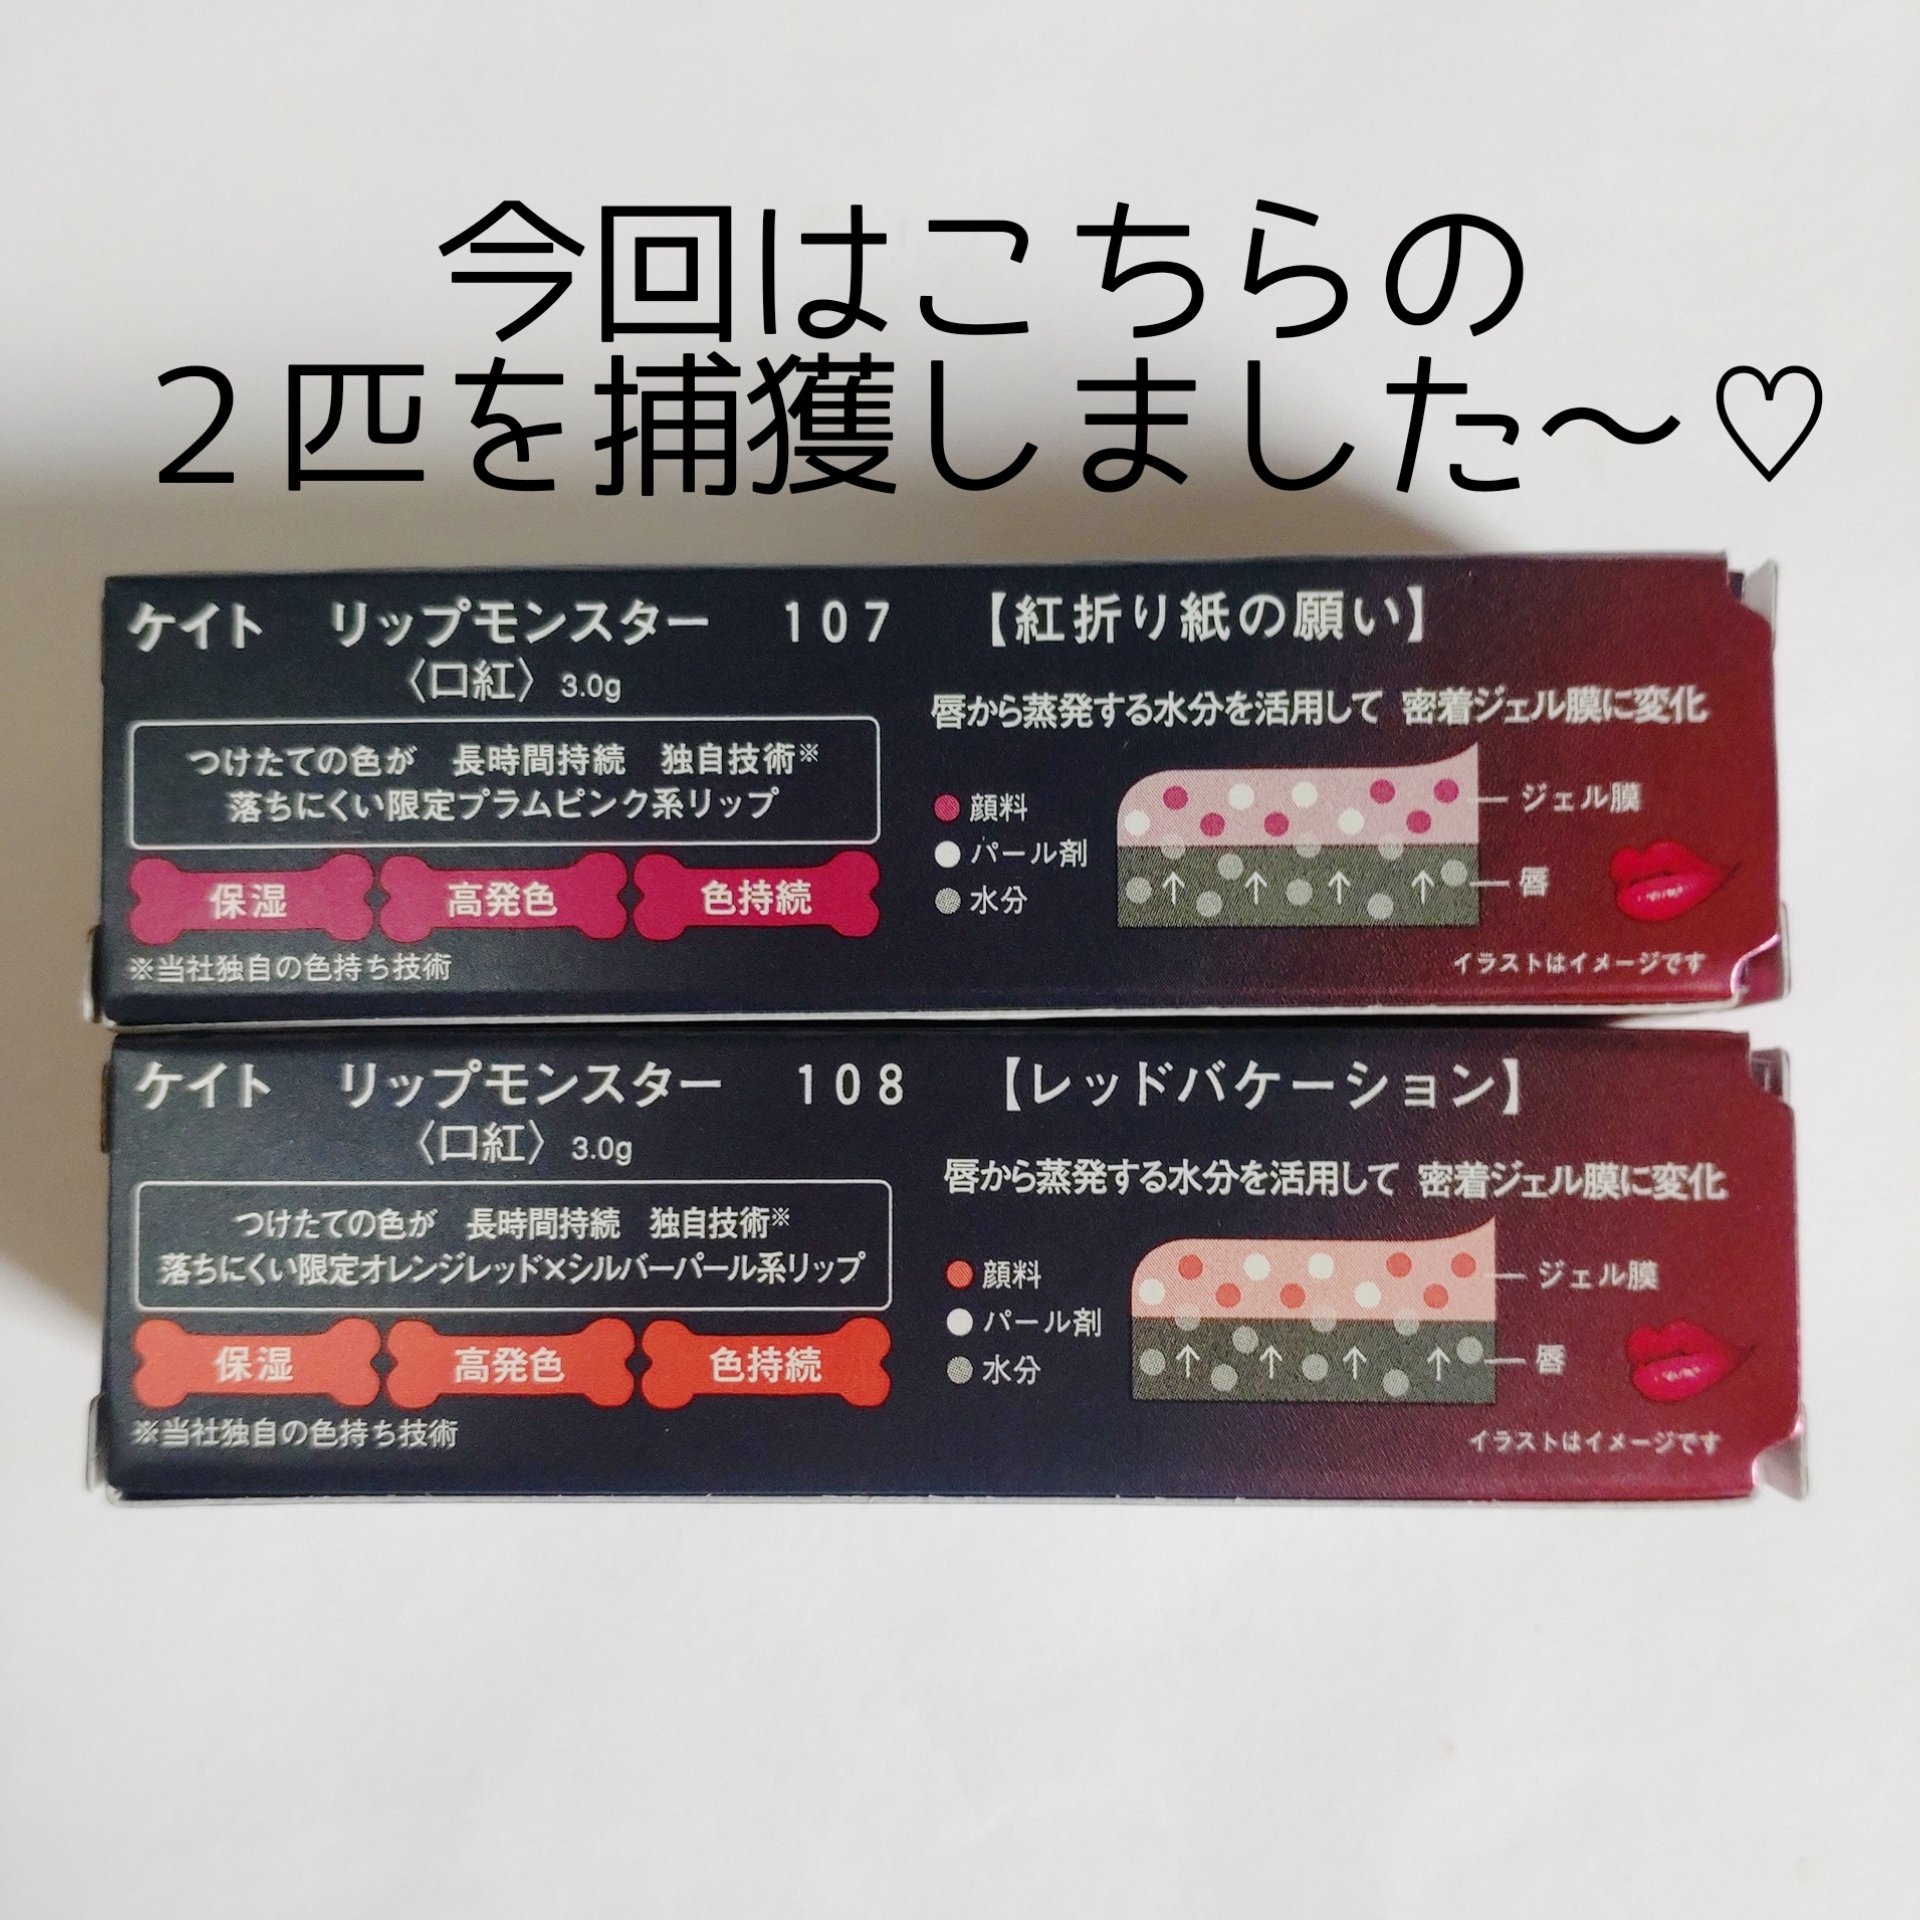 今回はこちらの
2匹を捕獲しました〜♡
ケイト リップモンスター 107 【紅折り紙の願い】
〈口紅〉 3.0g
つけたての色が 長時間持続 独自技術※
落ちにくい限定プラムピンク系リップ
保湿 高発色 色持続
※当社独自の色持ち技術
唇から蒸発する水分を活用して 密着ジェル膜に変化
顔料
パール剤
水分
ジェル膜
唇
イラストはイメージです
ケイト リップモンスター 108 【レッドバケーション】
〈口紅〉 3.0g
つけたての色が 長時間持続 独自技術※
落ちにくい限定オレンジレッド×シルバーパール系リップ
保湿 高発色 色持続
※当社独自の色持ち技術
唇から蒸発する水分を活用して 密着ジェル膜に変化
顔料
パール剤
水分
ジェル膜
唇
イラストはイメージです